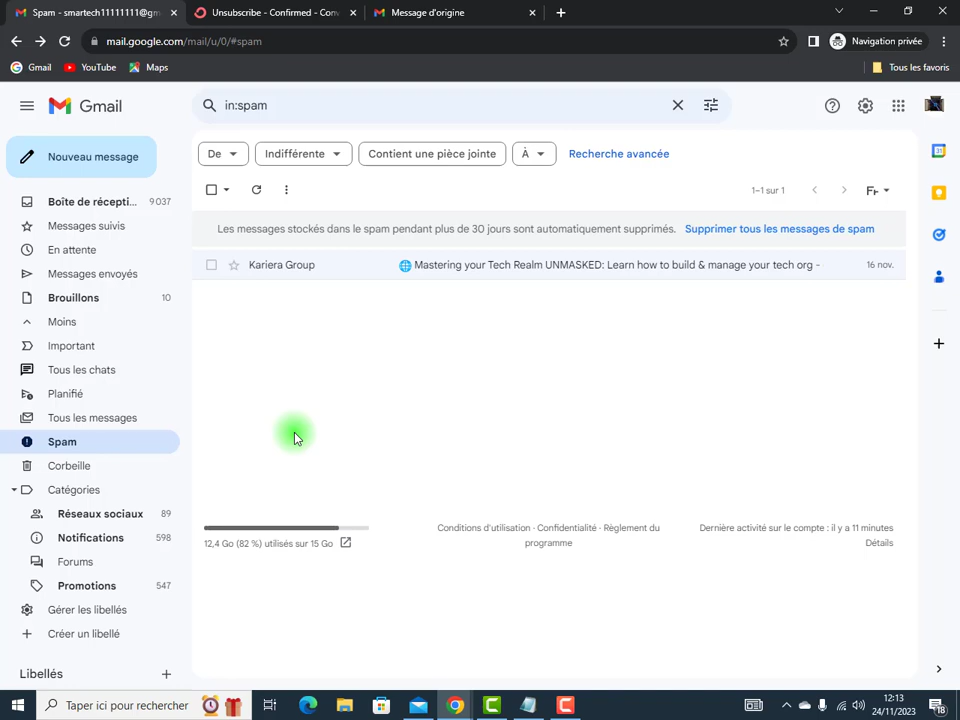 Spam - smartech11111111@gm
Unsubscribe - Confirmed - Conv
Message d'origine
mail.google.com/mail/u/0/#spam
Navigation privée
Gmail
YouTube
Maps
Tous les favoris
Gmail
in:spam
De
Indifférente
Contient une pièce jointe
À
Recherche avancée
Nouveau message
1–1 sur 1
Fr
Boîte de récepti... 9 037
Messages suivis
En attente
Messages envoyés
Brouillons 10
Moins
Important
Tous les chats
Planifié
Tous les messages
Spam
Corbeille
Catégories
Réseaux sociaux 89
Notifications 598
Forums
Promotions 547
Gérer les libellés
Créer un libellé
Libellés
Les messages stockés dans le spam pendant plus de 30 jours sont automatiquement supprimés. Supprimer tous les messages de spam
Kariera Group 🌐 Mastering your Tech Realm UNMASKED: Learn how to build & manage your tech org - 16 nov.
12,4 Go (82 %) utilisés sur 15 Go
Conditions d'utilisation · Confidentialité · Règlement du
programme
Dernière activité sur le compte : il y a 11 minutes
Détails
Taper ici pour rechercher
12:13
24/11/2023
18